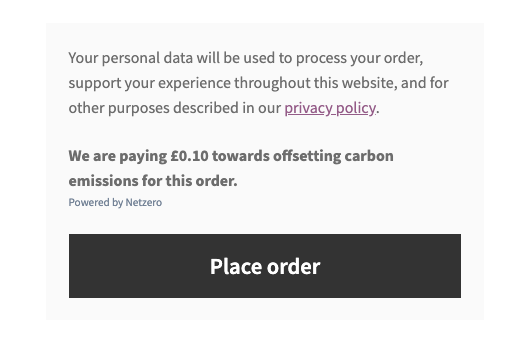 Your personal data will be used to process your order,
support your experience throughout this website, and for
other purposes described in our privacy policy.
We are paying £0.10 towards offsetting carbon
emissions for this order.
Powered by Netzero
Place order